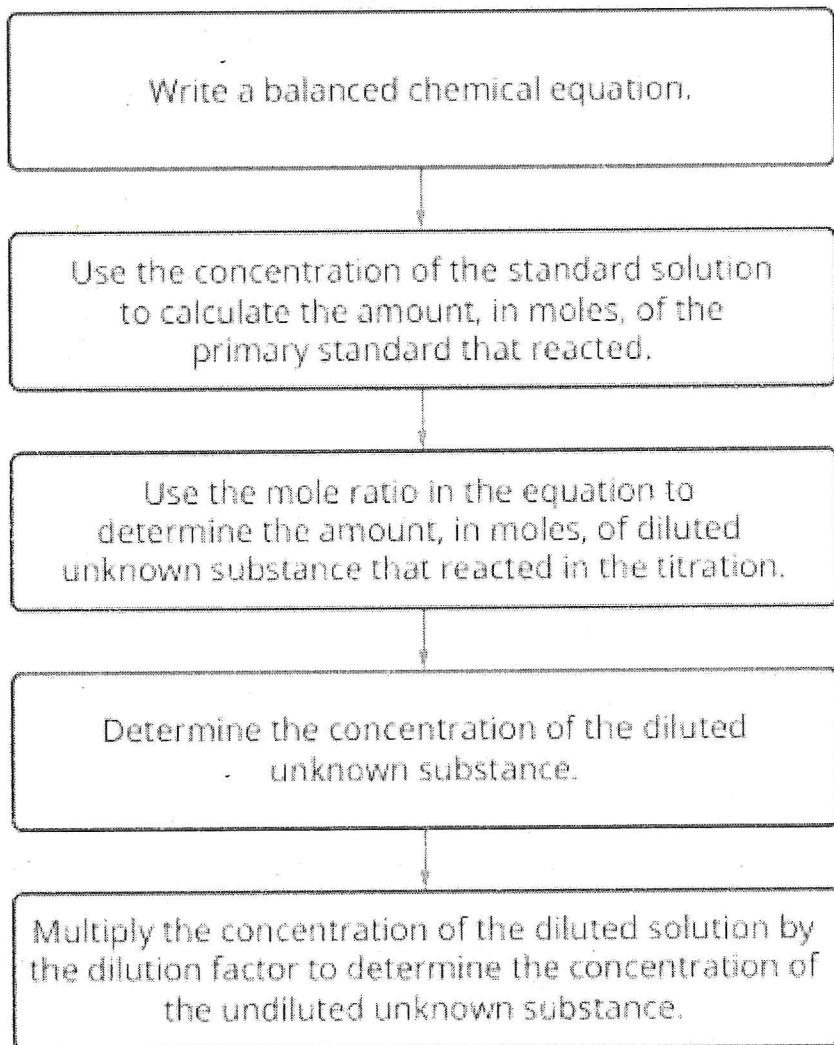 Write a balanced chemical equation.
Use the concentration of the standard solution
to calculate the amount, in moles, of the
primary standard that reacted.
Use the mole ratio in the equation to
determine the amount, in moles, of diluted
unknown substance that reacted in the titration.
Determine the concentration of the diluted
unknown substance.
Multiply the concentration of the diluted solution by
the dilution factor to determine the concentration of
the undiluted unknown substance.